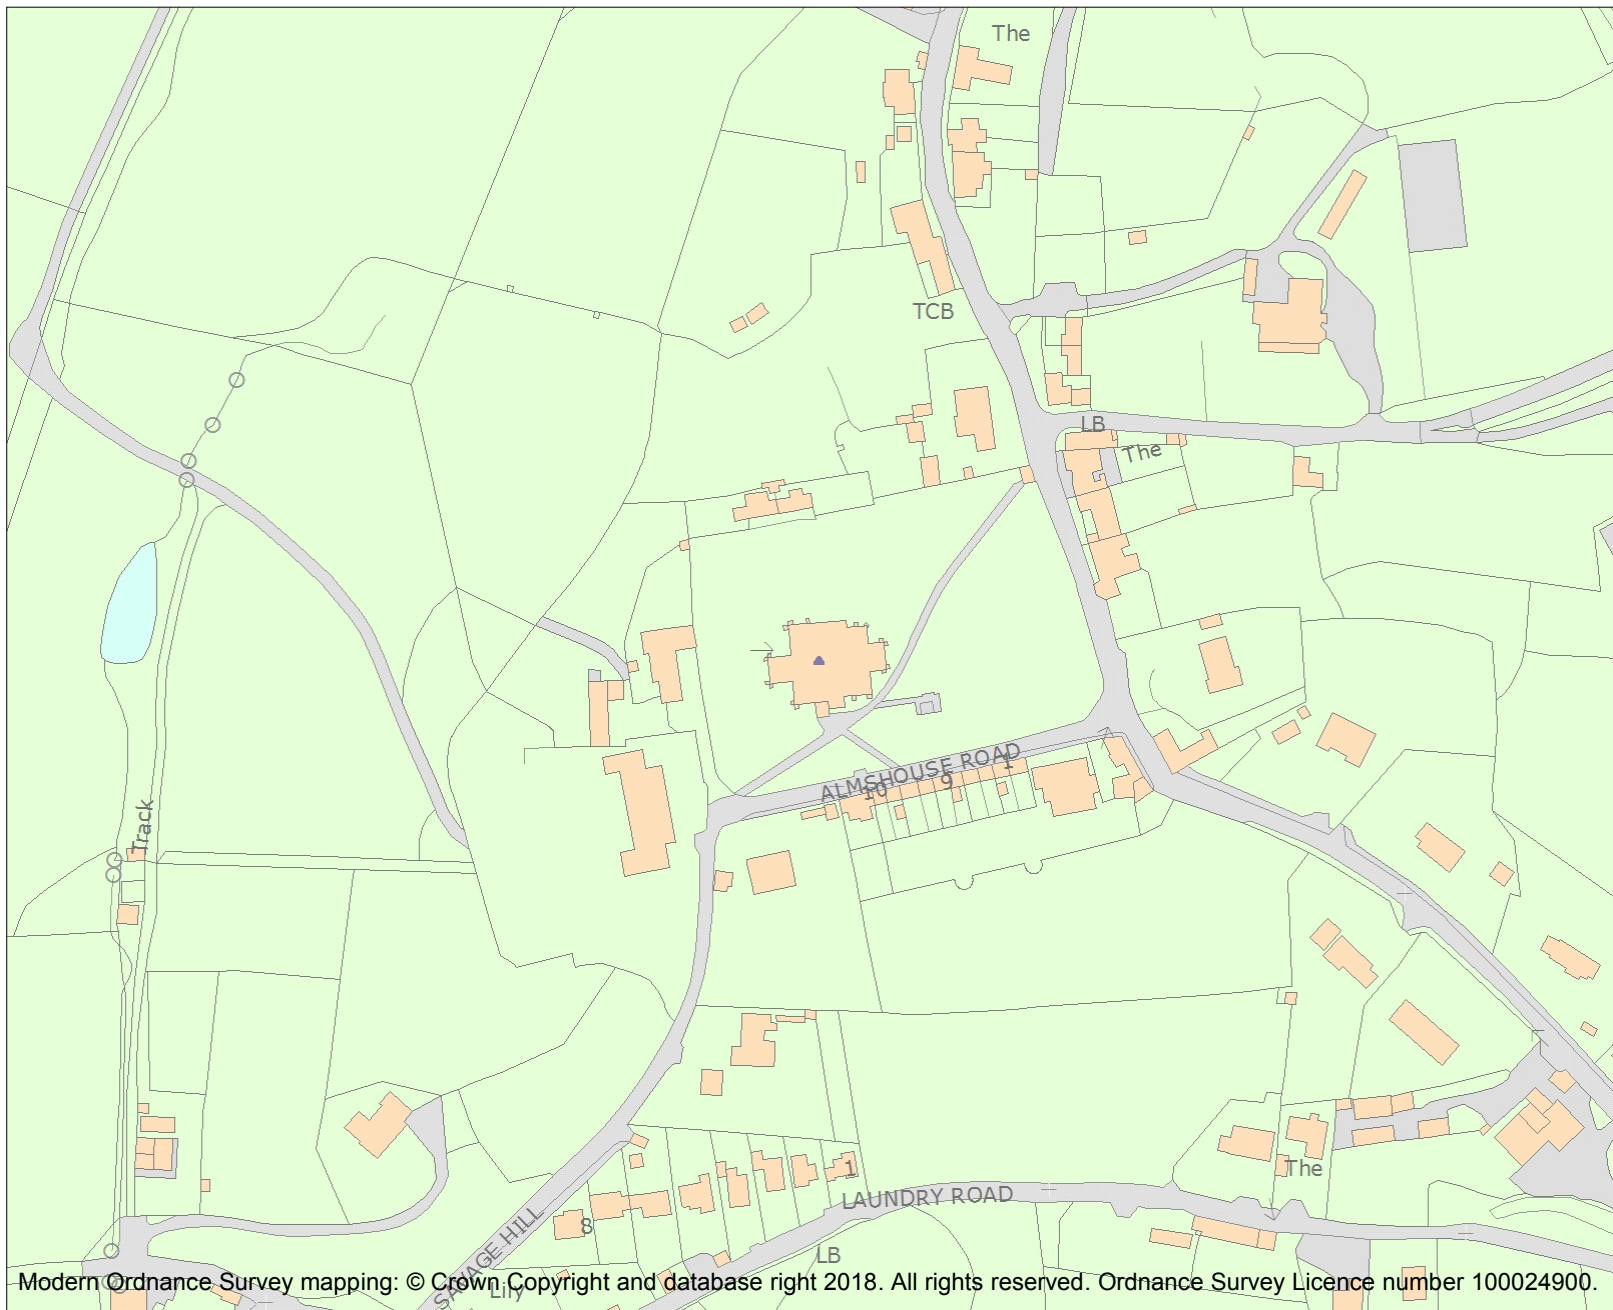 The
TCB
LB
The
ALMSHOUSE ROAD
1
9
10
Track
1
The
LAUNDRY ROAD
8
SAVAGE HILL
LB
Lily
Modern Ordnance Survey mapping: © Crown Copyright and database right 2018. All rights reserved. Ordnance Survey Licence number 100024900.